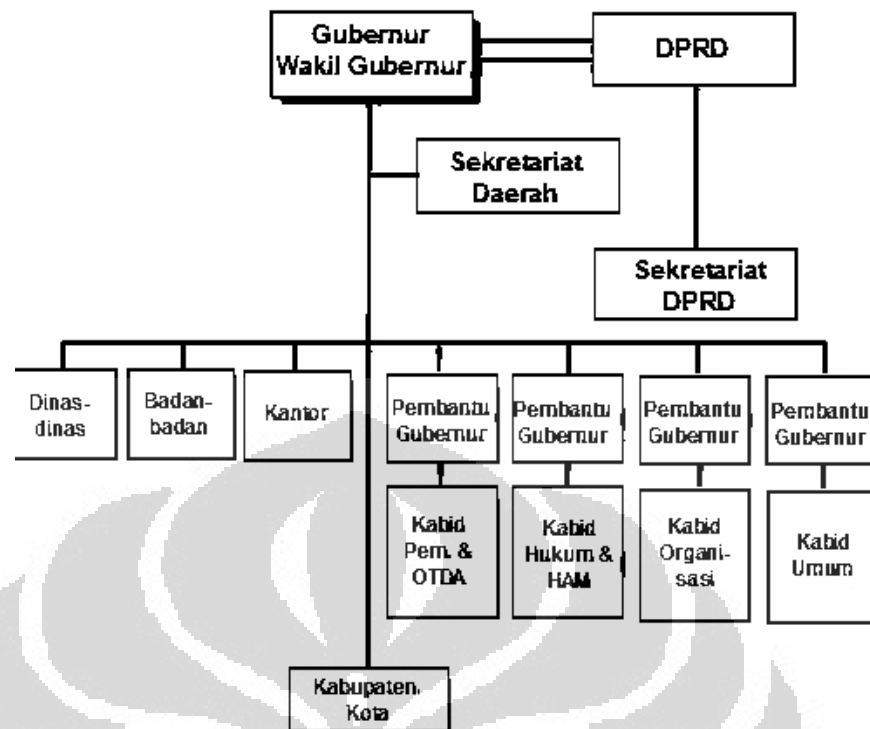 Gubernur
Wakil Gubernur
DPRD
Sekretariat
Daerah
Sekretariat
DPRD
Dinas-
dinas
Badan-
badan
Kantor
Pembantu
Gubernur
Pembantu
Gubernur
Pembantu
Gubernur
Pembantu
Gubernur
Kabid
Pem. &
OTDA
Kabid
Hukum &
HAM
Kabid
Organi-
sasi
Kabid
Umum
Kabupaten.
Kota